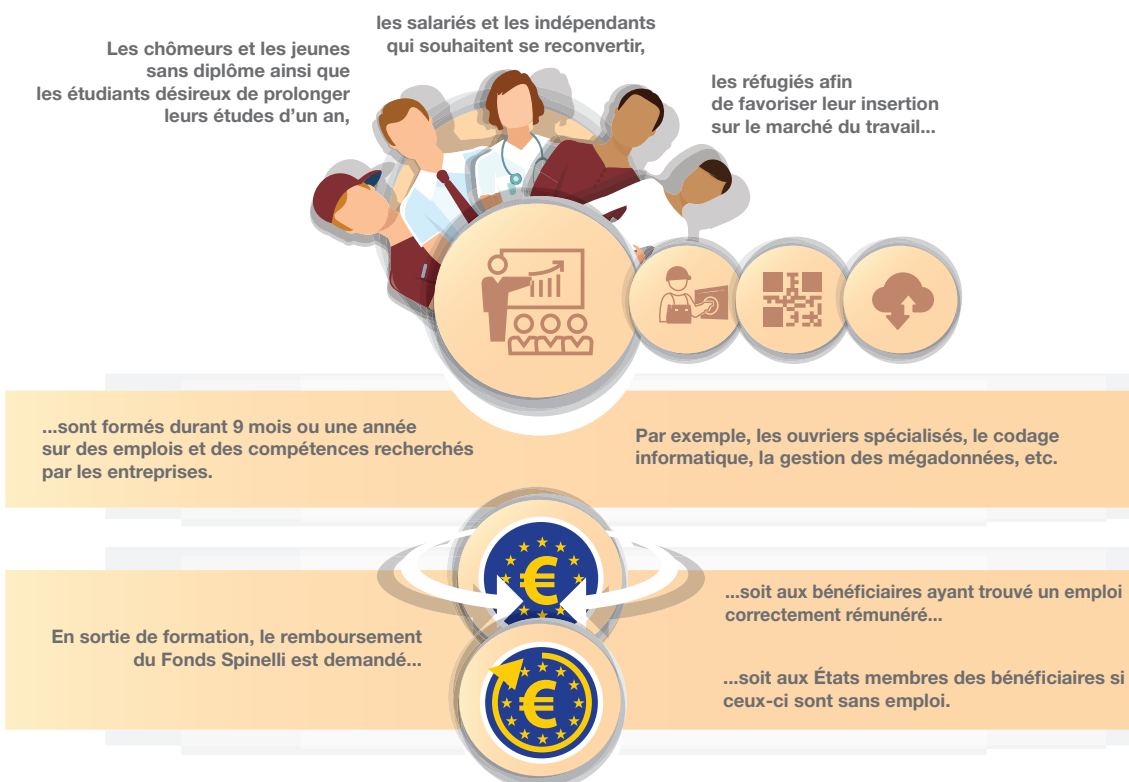 Les chômeurs et les jeunes
sans diplôme ainsi que
les étudiants désireux de prolonger
leurs études d'un an,
les salariés et les indépendants
qui souhaitent se reconvertir,
les réfugiés afin
de favoriser leur insertion
sur le marché du travail...
...sont formés durant 9 mois ou une année
sur des emplois et des compétences recherchés
par les entreprises.
Par exemple, les ouvriers spécialisés, le codage
informatique, la gestion des mégadonnées, etc.
En sortie de formation, le remboursement
du Fonds Spinelli est demandé...
...soit aux bénéficiaires ayant trouvé un emploi
correctement rémunéré...
...soit aux États membres des bénéficiaires si
ceux-ci sont sans emploi.
€
€